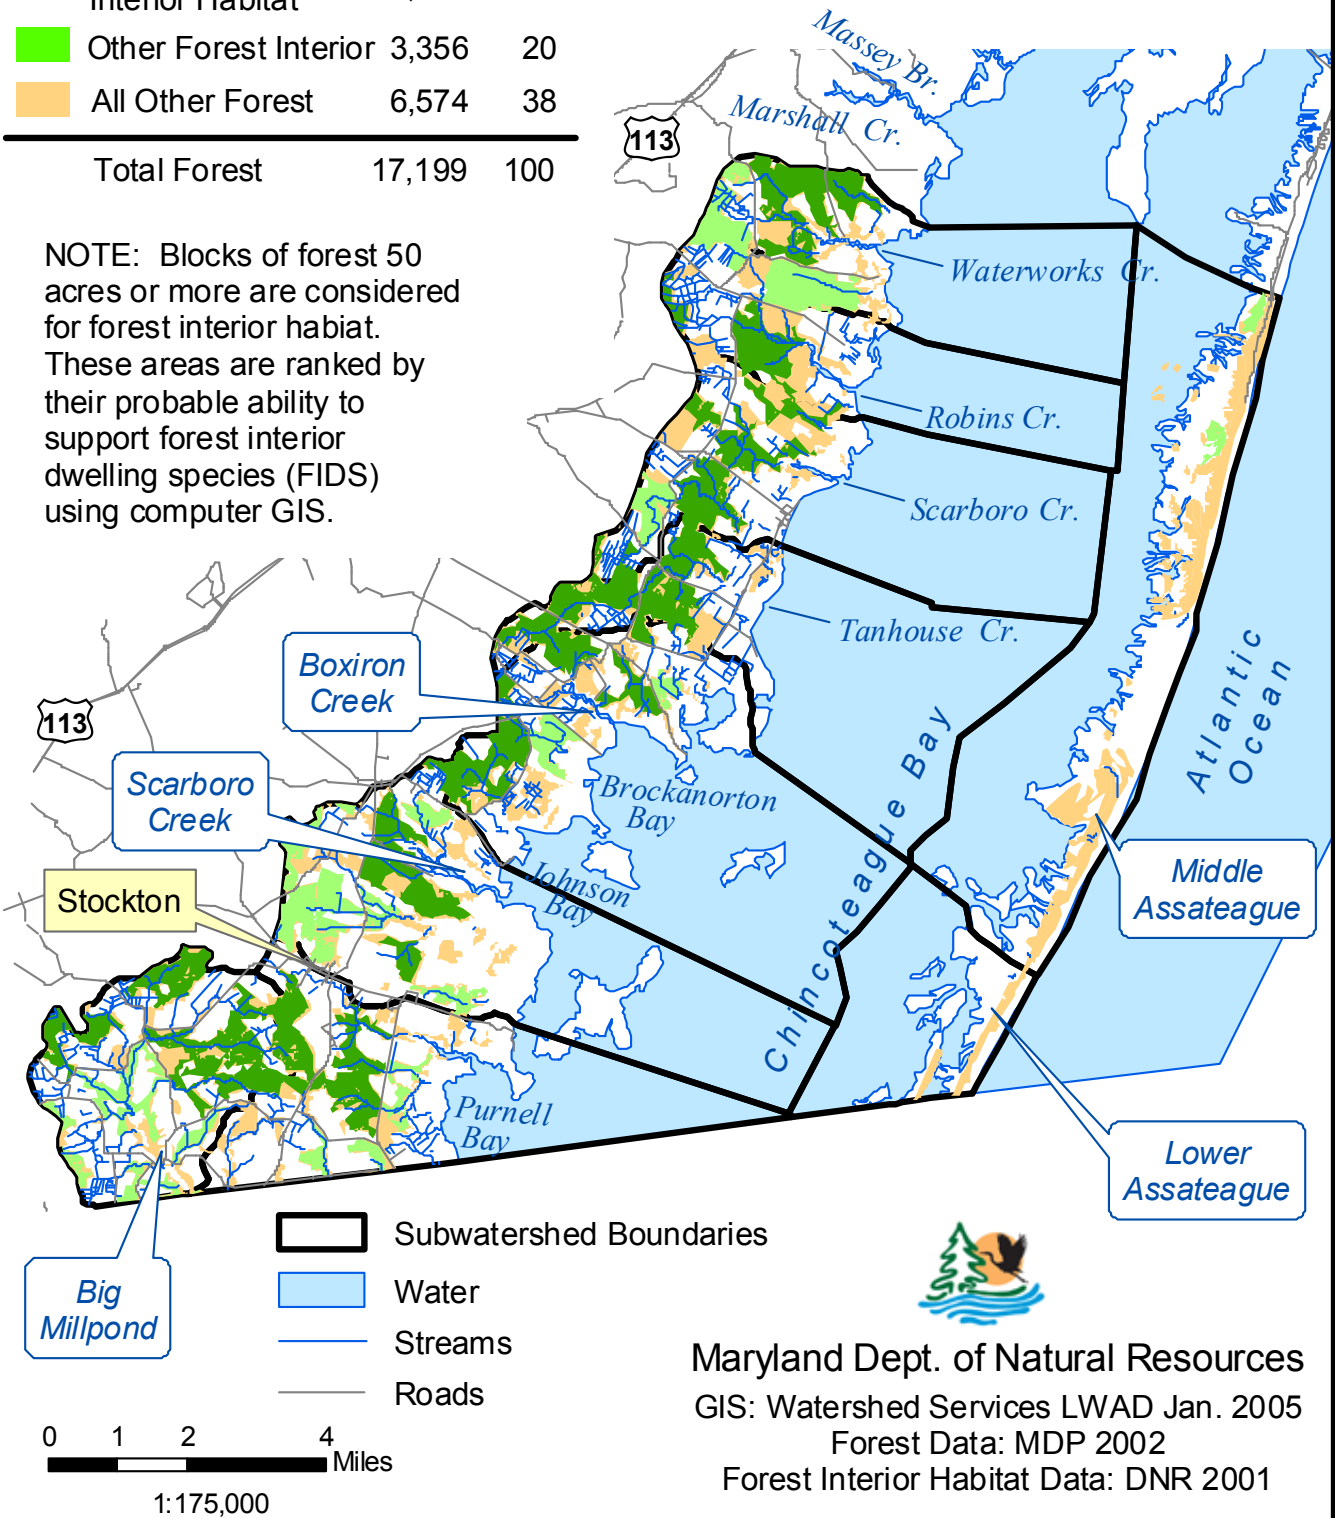 Interior Habitat
Other Forest Interior 3,356 20
All Other Forest 6,574 38
Total Forest 17,199 100
NOTE: Blocks of forest 50
acres or more are considered
for forest interior habiat.
These areas are ranked by
their probable ability to
support forest interior
dwelling species (FIDS)
using computer GIS.
Massey Br.
Marshall Cr.
113
Waterworks Cr.
Robins Cr.
Scarboro Cr.
Tanhouse Cr.
Boxiron
Creek
113
Scarboro
Creek
Stockton
Brockanorton
Bay
Johnson
Bay
Chincoteague Bay
Atlantic
Ocean
Middle
Assateague
Purnell
Bay
Lower
Assateague
Big
Millpond
Subwatershed Boundaries
Water
Streams
Roads
0 1 2 4
Miles
1:175,000
Maryland Dept. of Natural Resources
GIS: Watershed Services LWAD Jan. 2005
Forest Data: MDP 2002
Forest Interior Habitat Data: DNR 2001